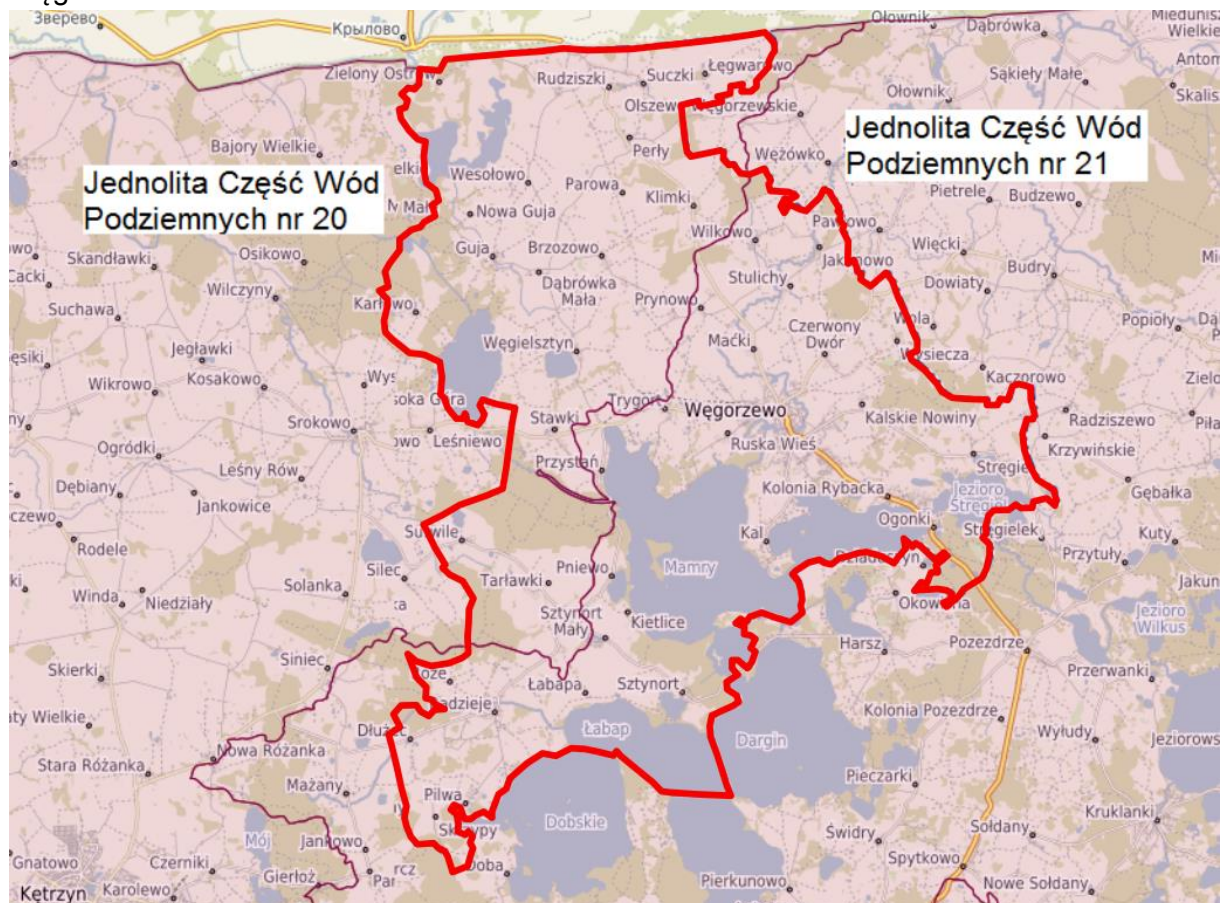 Зверево
Крылово
Ołownik
Dąbrówka
Zielony Ostrów
Rudziszki
Suczki
Łęgwarowo
Sąkieły Małe
Ołownik
Węgorzewskie
Jednolita Część Wód
Podziemnych nr 21
Bajory Wielkie
Perły
Wężówko
Jednolita Część Wód
Podziemnych nr 20
Wesołowo
Parowa
Klimki
Pietrele
Budzewo
Nowa Guja
Osikowo
Guja
Brzozowo
Wilkowo
Więcki
Skandławki
Stulichy
Budry
Wilczyny
Dąbrówka
Mała
Prynowo
Dowiaty
Suchawa
Karłowo
Czerwony
Dwór
Wola
Popioły
Jegławki
Węgielsztyn
Maćki
Wikrowo
Kosakowo
Wysiecza
Kaczorowo
Trygort
Węgorzewo
Srokowo
Leśniewo
Stawki
Kalskie Nowiny
Radziszewo
Ogródki
Ruska Wieś
Krzywińskie
Leśny Rów
Przystań
Dębiany
Jankowice
Kolonia Rybacka
Jezioro
Gębałka
Ogonki
Stręgielek
Rodele
Kal
Kuty
Przytuły
Solanka
Silec
Tarławki
Pniewo
Mamry
Winda
Niedziały
Okowizna
Jezioro
Wilkus
Sztynort
Mały
Kietlice
Harsz
Pozezdrze
Skierki
Siniec
Przerwanki
Łabapa
Sztynort
Kolonia Pozezdrze
Dłużec
Łabap
Dargin
Wyłudy
Nowa Różanka
Stara Różanka
Mażany
Pieczarki
Pilwa
Kruklanki
Dobskie
Mój
Jankowo
Świdry
Sołdany
Gnatowo
Czerniki
Gierłoż
Doba
Spytkowo
Kętrzyn
Karolewo
Pierkunowo
Nowe Sołdany